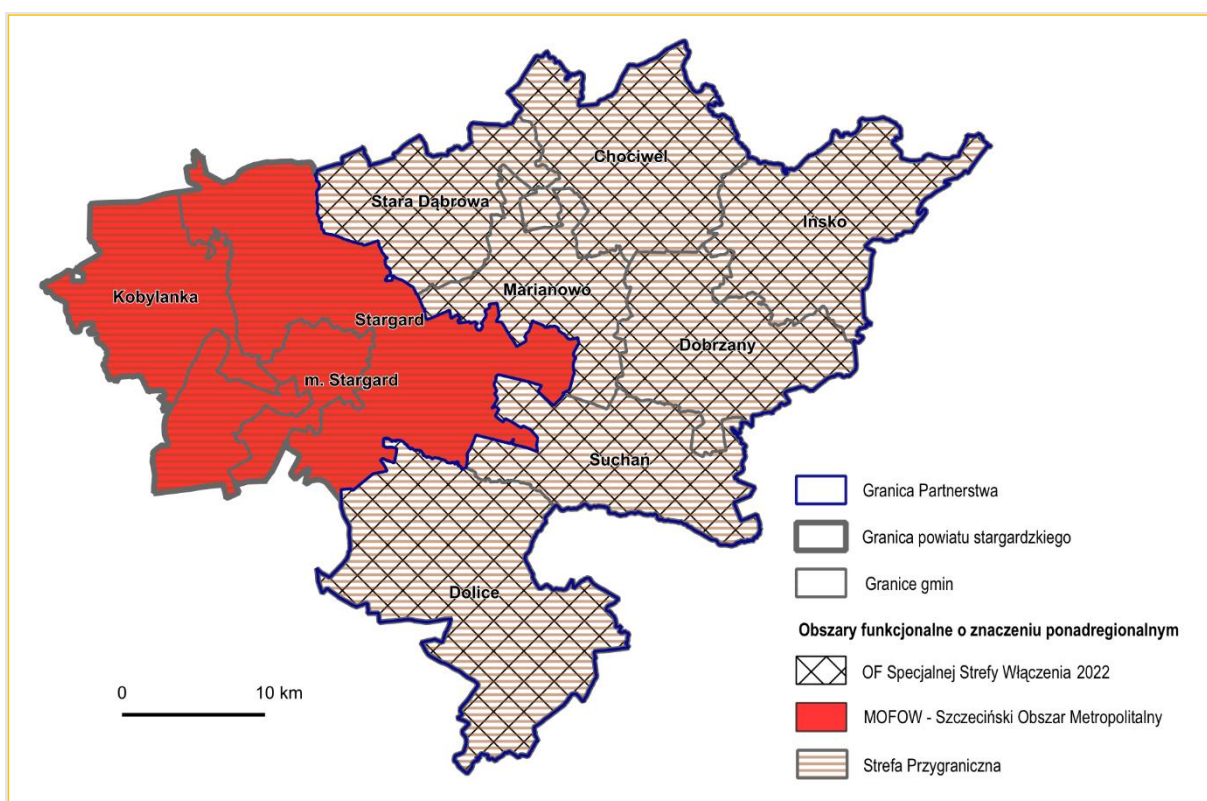 Chociwel
Stara Dąbrowa
Ińsko
Marianowo
Kobylanka
Stargard
Dobrzany
m. Stargard
Suchań
Dolice
0 10 km
Granica Partnerstwa
Granica powiatu stargardzkiego
Granice gmin
Obszary funkcjonalne o znaczeniu ponadregionalnym
OF Specjalnej Strefy Włączenia 2022
MOFOW - Szczeciński Obszar Metropolitalny
Strefa Przygraniczna